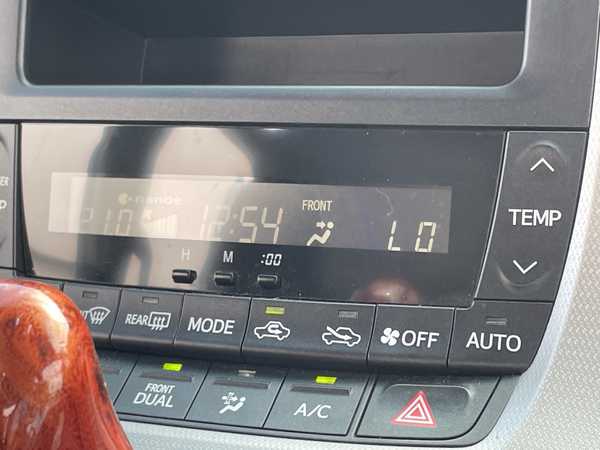 12:54
FRONT
LO
TEMP
H M :00
REAR
MODE
OFF
AUTO
FRONT
DUAL
A/C